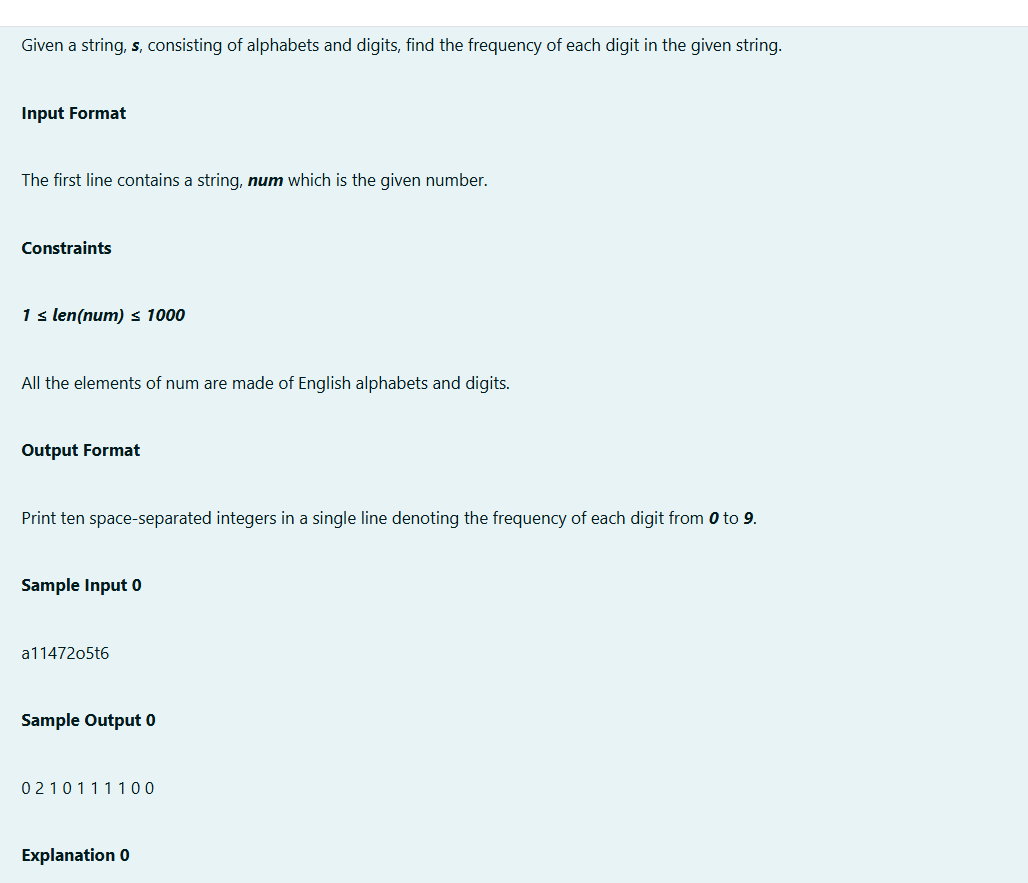 Given a string, s, consisting of alphabets and digits, find the frequency of each digit in the given string.
Input Format
The first line contains a string, num which is the given number.
Constraints
1 ≤ len(num) ≤ 1000
All the elements of num are made of English alphabets and digits.
Output Format
Print ten space-separated integers in a single line denoting the frequency of each digit from 0 to 9.
Sample Input 0
a11472o5t6
Sample Output 0
0 2 1 0 1 1 1 1 0 0
Explanation 0